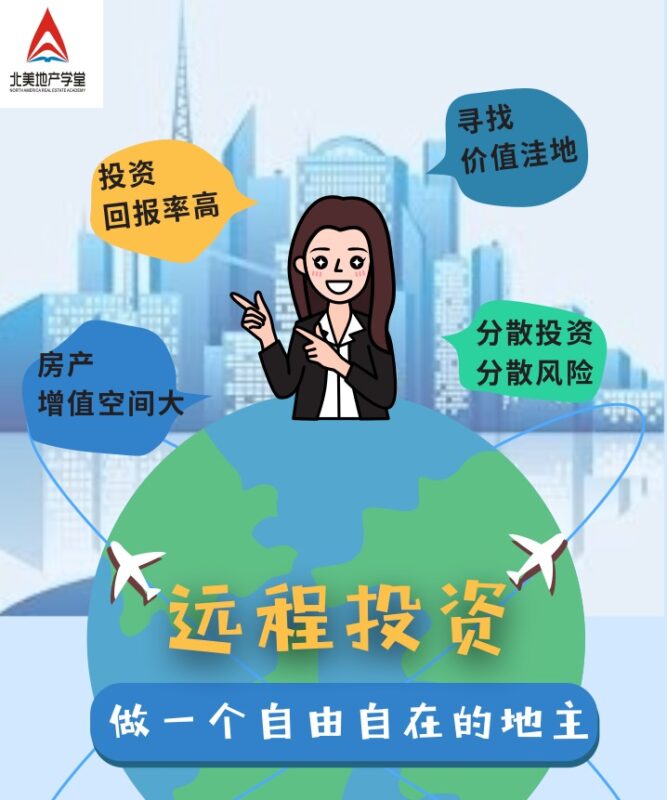 北美地产学堂
NORTH AMERICA REAL ESTATE ACADEMY
寻找
价值洼地
投资
回报率高
分散投资
分散风险
房产
增值空间大
远程投资
做一个自由自在的地主